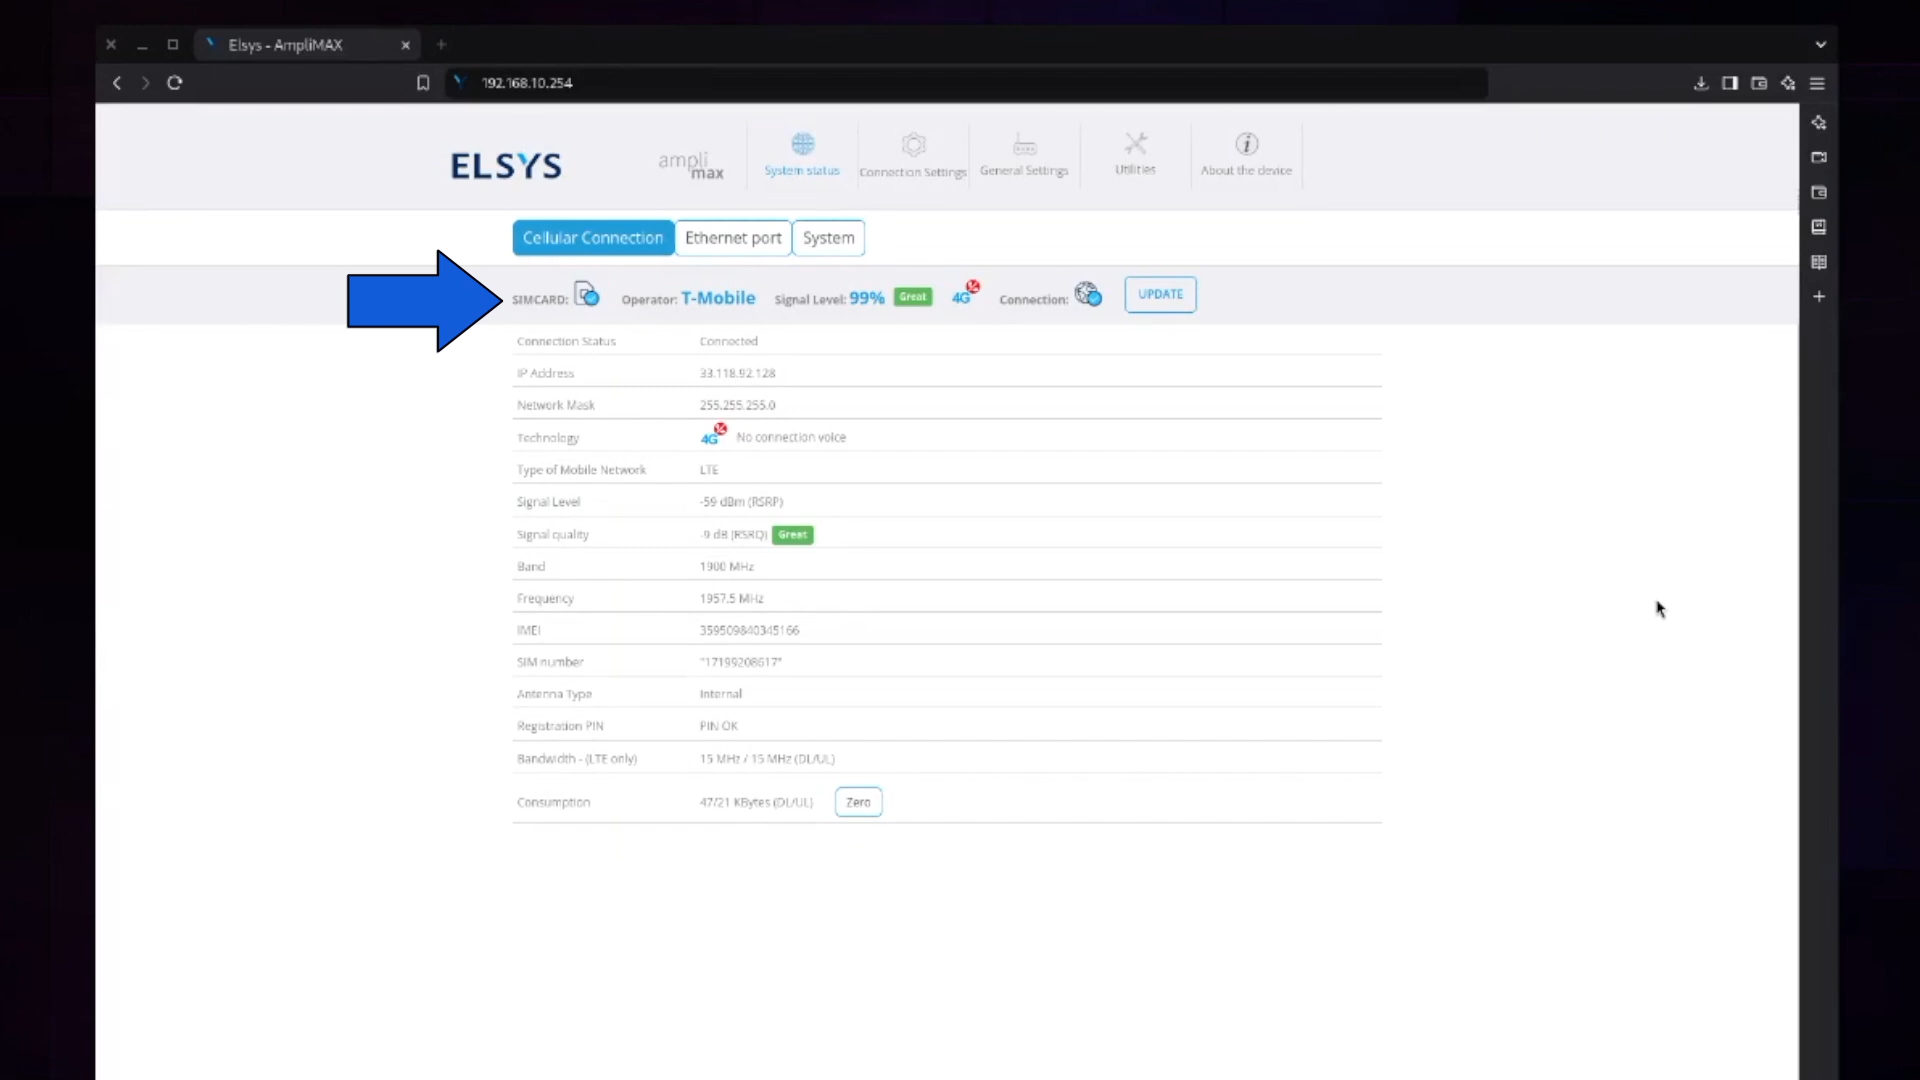 Elsys - AmpliMAX
192.168.10.254
ELSYS
ampli
max
System status
Connection Settings
General Settings
Utilities
About the device
Cellular Connection
Ethernet port
System
SIMCARD:
Operator: T-Mobile
Signal Level: 99% Great
4G
Connection:
UPDATE
Connection Status Connected
IP Address 33.118.92.128
Network Mask 255.255.255.0
Technology 4G No connection voice
Type of Mobile Network LTE
Signal Level -59 dBm (RSRP)
Signal quality -9 dB (RSRQ) Great
Band 1900 MHz
Frequency 1957.5 MHz
IMEI 359509840345166
SIM number "17199208617"
Antenna Type Internal
Registration PIN PIN OK
Bandwidth - (LTE only) 15 MHz / 15 MHz (DL/UL)
Consumption 47/21 KBytes (DL/UL) Zero